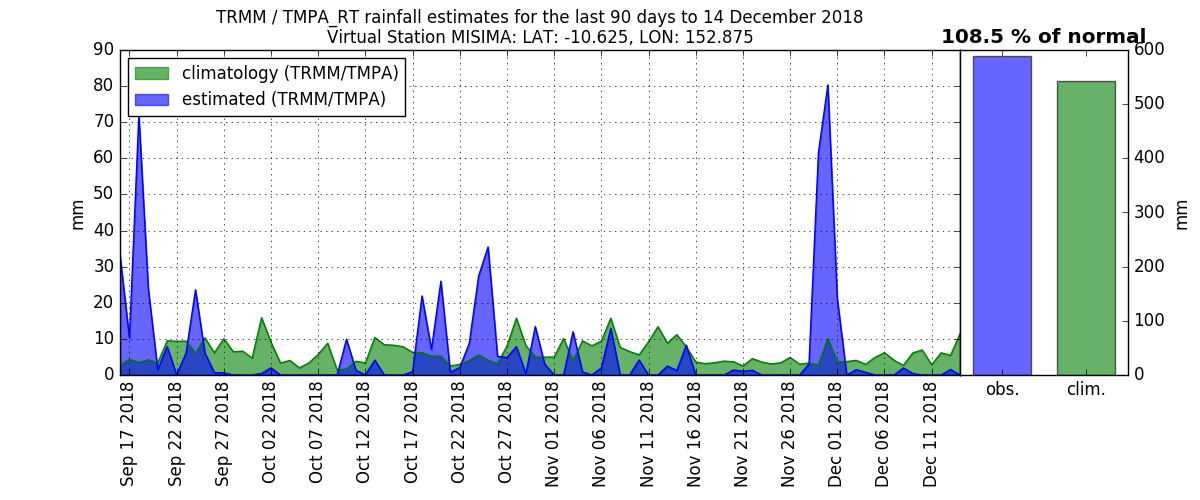 TRMM / TMPA_RT rainfall estimates for the last 90 days to 14 December 2018
Virtual Station MISIMA: LAT: -10.625, LON: 152.875
108.5 % of normal
climatology (TRMM/TMPA)
estimated (TRMM/TMPA)
90
80
70
60
50
40
30
20
10
0
mm
Sep 17 2018
Sep 22 2018
Sep 27 2018
Oct 02 2018
Oct 07 2018
Oct 12 2018
Oct 17 2018
Oct 22 2018
Oct 27 2018
Nov 01 2018
Nov 06 2018
Nov 11 2018
Nov 16 2018
Nov 21 2018
Nov 26 2018
Dec 01 2018
Dec 06 2018
Dec 11 2018
600
500
400
300
200
100
0
mm
obs.
clim.